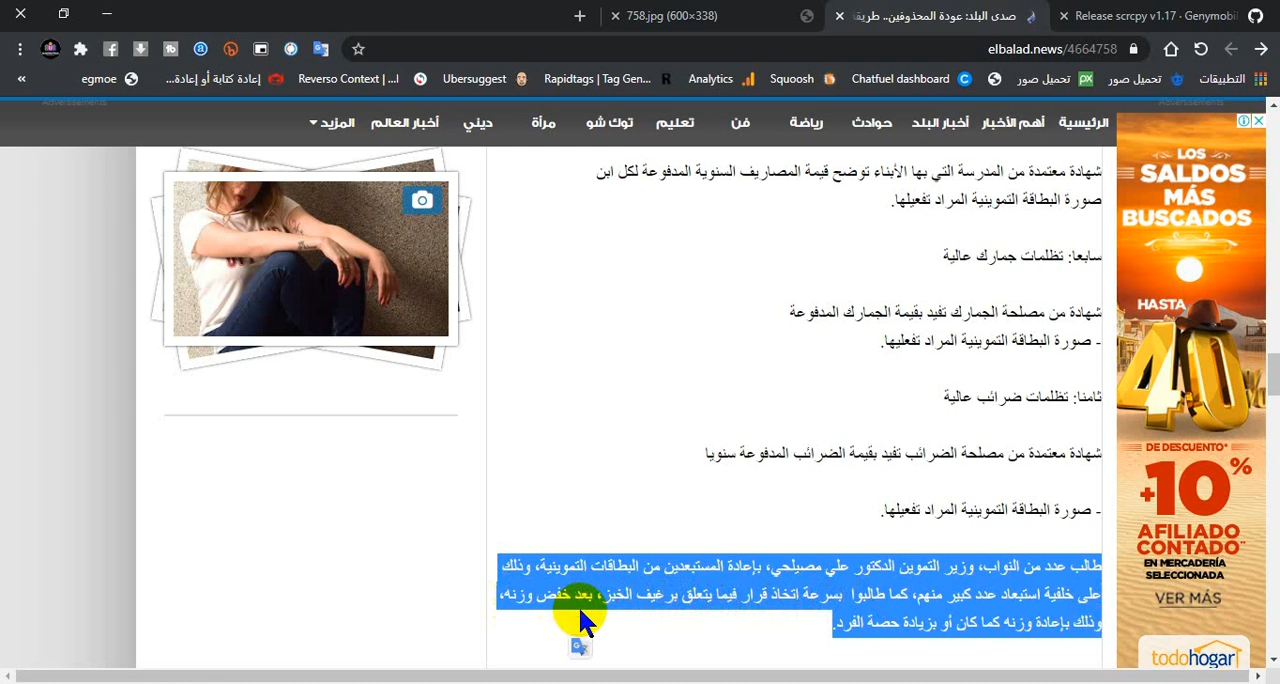 758.jpg (600×338)
صدى البلد: عودة المحذوفين.. طريقة
Release scrcpy v1.17 · Genymobil
elbalad.news/4664758
egmoe
إعادة كتابة أو إعادة...
Reverso Context | ...l
Ubersuggest
Rapidtags | Tag Gen...
Analytics
Squoosh
Chatfuel dashboard
تحميل صور
تحميل صور
التطبيقات
Advertisements
Advertisements
الرئيسية أهم الأخبار أخبار البلد حوادث رياضة فن تعليم توك شو مرأة ديني أخبار العالم المزيد
شهادة معتمدة من المدرسة التي بها الأبناء توضح قيمة المصاريف السنوية المدفوعة لكل ابن
صورة البطاقة التموينية المراد تفعيلها.
سابعا: تظلمات جمارك عالية
شهادة من مصلحة الجمارك تفيد بقيمة الجمارك المدفوعة
- صورة البطاقة التموينية المراد تفعليها.
ثامنا: تظلمات ضرائب عالية
شهادة معتمدة من مصلحة الضرائب تفيد بقيمة الضرائب المدفوعة سنويا
- صورة البطاقة التموينية المراد تفعيلها.
طالب عدد من النواب، وزير التموين الدكتور علي مصيلحي، بإعادة المستبعدين من البطاقات التموينية، وذلك
على خلفية استبعاد عدد كبير منهم، كما طالبوا بسرعة اتخاذ قرار فيما يتعلق برغيف الخبز، بعد خفض وزنه،
وذلك بإعادة وزنه كما كان أو بزيادة حصة الفرد.
LOS
SALDOS
MÁS
BUSCADOS
HASTA
40
DE DESCUENTO*
+10%
AFILIADO
CONTADO**
EN MERCADERÍA
SELECCIONADA
VER MÁS
todohogar